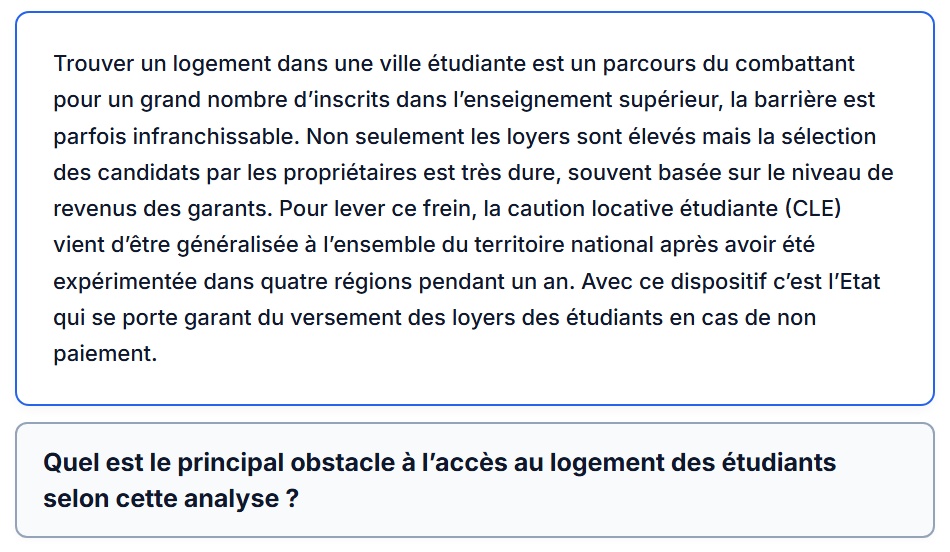 Trouver un logement dans une ville étudiante est un parcours du combattant
pour un grand nombre d’inscrits dans l’enseignement supérieur, la barrière est
parfois infranchissable. Non seulement les loyers sont élevés mais la sélection
des candidats par les propriétaires est très dure, souvent basée sur le niveau de
revenus des garants. Pour lever ce frein, la caution locative étudiante (CLE)
vient d’être généralisée à l’ensemble du territoire national après avoir été
expérimentée dans quatre régions pendant un an. Avec ce dispositif c’est l’Etat
qui se porte garant du versement des loyers des étudiants en cas de non
paiement.
Quel est le principal obstacle à l’accès au logement des étudiants
selon cette analyse ?